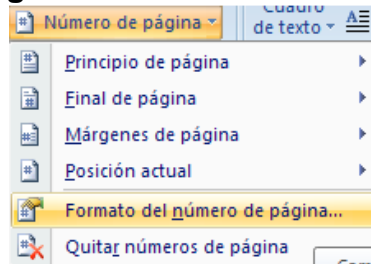 Número de página
Cuadro
de texto
Principio de página
Final de página
Márgenes de página
Posición actual
Formato del número de página...
Quitar números de página